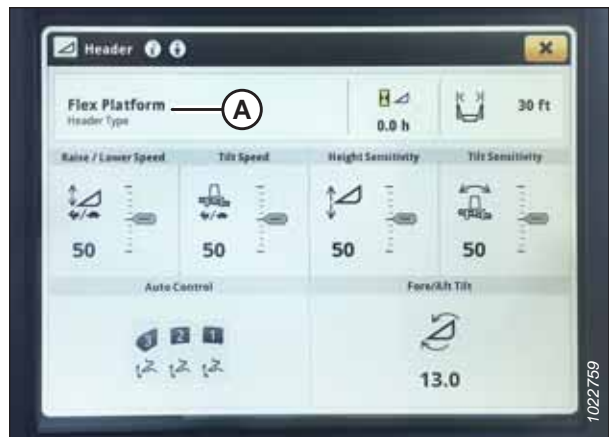 Header
Flex Platform
Header Type
A
0.0 h
30 ft
Raise / Lower Speed
Tilt Speed
Height Sensitivity
Tilt Sensitivity
50
50
50
50
Auto Control
Fore/Aft Tilt
3 2 1
13.0
1022759